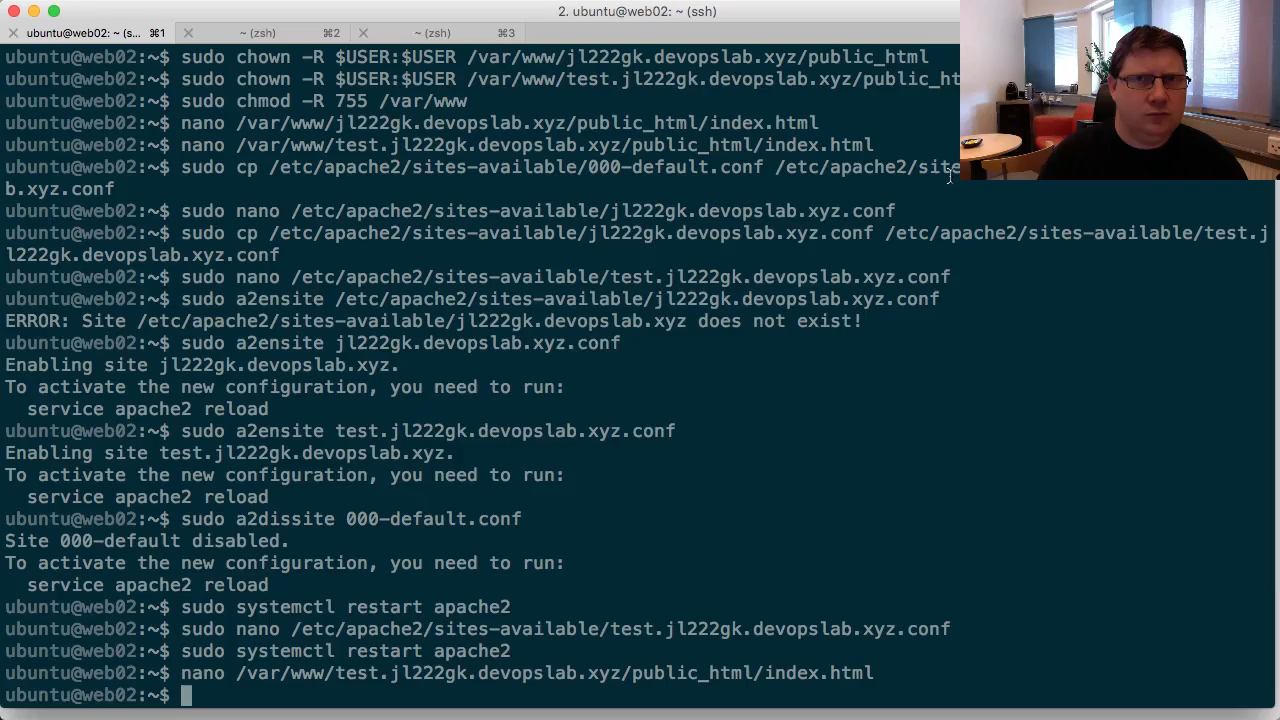 2. ubuntu@web02: ~ (ssh)
ubuntu@web02: ~ (s... ⌘1
~ (zsh) ⌘2
~ (zsh) ⌘3
ubuntu@web02:~$ sudo chown -R $USER:$USER /var/www/jl222gk.devopslab.xyz/public_html
ubuntu@web02:~$ sudo chown -R $USER:$USER /var/www/test.jl222gk.devopslab.xyz/public_ht
ubuntu@web02:~$ sudo chmod -R 755 /var/www
ubuntu@web02:~$ nano /var/www/jl222gk.devopslab.xyz/public_html/index.html
ubuntu@web02:~$ nano /var/www/test.jl222gk.devopslab.xyz/public_html/index.html
ubuntu@web02:~$ sudo cp /etc/apache2/sites-available/000-default.conf /etc/apache2/site
b.xyz.conf
ubuntu@web02:~$ sudo nano /etc/apache2/sites-available/jl222gk.devopslab.xyz.conf
ubuntu@web02:~$ sudo cp /etc/apache2/sites-available/jl222gk.devopslab.xyz.conf /etc/apache2/sites-available/test.j
l222gk.devopslab.xyz.conf
ubuntu@web02:~$ sudo nano /etc/apache2/sites-available/test.jl222gk.devopslab.xyz.conf
ubuntu@web02:~$ sudo a2ensite /etc/apache2/sites-available/jl222gk.devopslab.xyz.conf
ERROR: Site /etc/apache2/sites-available/jl222gk.devopslab.xyz does not exist!
ubuntu@web02:~$ sudo a2ensite jl222gk.devopslab.xyz.conf
Enabling site jl222gk.devopslab.xyz.
To activate the new configuration, you need to run:
  service apache2 reload
ubuntu@web02:~$ sudo a2ensite test.jl222gk.devopslab.xyz.conf
Enabling site test.jl222gk.devopslab.xyz.
To activate the new configuration, you need to run:
  service apache2 reload
ubuntu@web02:~$ sudo a2dissite 000-default.conf
Site 000-default disabled.
To activate the new configuration, you need to run:
  service apache2 reload
ubuntu@web02:~$ sudo systemctl restart apache2
ubuntu@web02:~$ sudo nano /etc/apache2/sites-available/test.jl222gk.devopslab.xyz.conf
ubuntu@web02:~$ sudo systemctl restart apache2
ubuntu@web02:~$ nano /var/www/test.jl222gk.devopslab.xyz/public_html/index.html
ubuntu@web02:~$